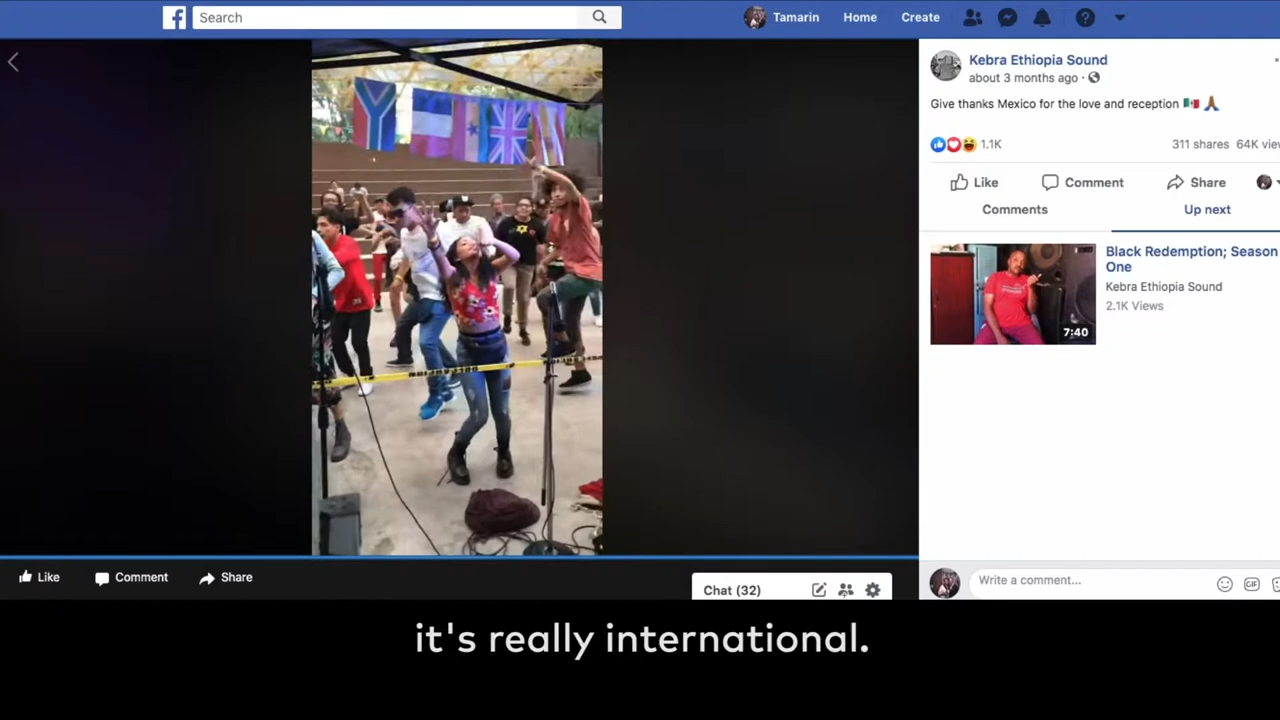 Search
Tamarin
Home
Create
Kebra Ethiopia Sound
about 3 months ago ·
Give thanks Mexico for the love and reception 🇲🇽 🙏🏾
1.1K
311 shares
Like
Comment
Share
Comments
Up next
Black Redemption; Season
One
Kebra Ethiopia Sound
2.1K Views
7:40
Like
Comment
Share
Chat (32)
Write a comment...
GIF
it's really international.